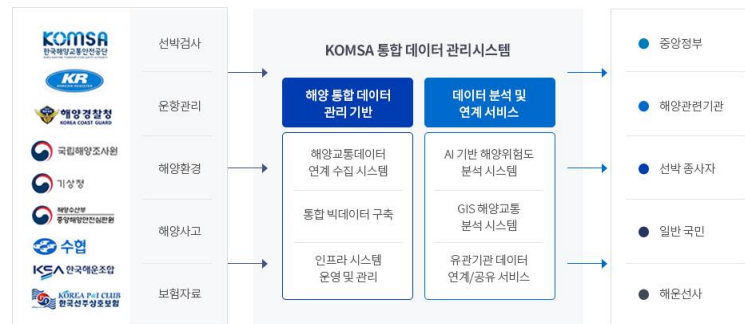 KOMSA
한국해양교통안전공단
KR
해양경찰청
KOREA COAST GUARD
국립해양조사원
기상청
해양수산부
중앙해양안전심판원
수협
KSA 한국해운조합
KOREA P&I CLUB
한국선주상호보험
선박검사
운항관리
해양환경
해양사고
보험자료
KOMSA 통합 데이터 관리시스템
해양 통합 데이터
관리 기반
해양교통데이터
연계 수집 시스템
통합 빅데이터 구축
인프라 시스템
운영 및 관리
데이터 분석 및
연계 서비스
AI 기반 해양위험도
분석 시스템
GIS 해양교통
분석 시스템
유관기관 데이터
연계/공유 서비스
중앙정부
해양관련기관
선박 종사자
일반 국민
해운선사